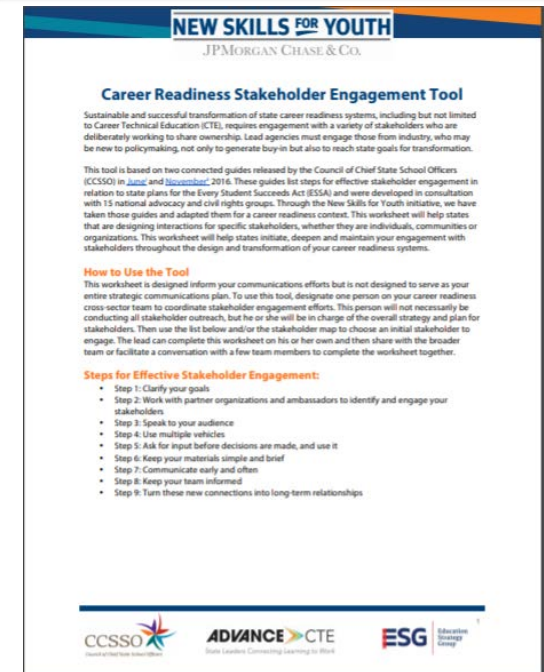 NEW SKILLS FOR YOUTH
JPMORGAN CHASE & CO.
Career Readiness Stakeholder Engagement Tool
Sustainable and successful transformation of state career readiness systems, including but not limited
to Career Technical Education (CTE), requires engagement with a variety of stakeholders who are
deliberately working to share ownership. Lead agencies must engage those from industry, who may
be new to policymaking, not only to generate buy-in but also to reach state goals for transformation.
This tool is based on two connected guides released by the Council of Chief State School Officers
(CCSSO) in June and November 2016. These guides list steps for effective stakeholder engagement in
relation to state plans for the Every Student Succeeds Act (ESSA) and were developed in consultation
with 15 national advocacy and civil rights groups. Through the New Skills for Youth initiative, we have
taken those guides and adapted them for a career readiness context. This worksheet will help states
that are designing interactions for specific stakeholders, whether they are individuals, communities or
organizations. This worksheet will help states initiate, deepen and maintain your engagement with
stakeholders throughout the design and transformation of your career readiness systems.
How to Use the Tool
This worksheet is designed inform your communications efforts but is not designed to serve as your
entire strategic communications plan. To use this tool, designate one person on your career readiness
cross-sector team to coordinate stakeholder engagement efforts. This person will not necessarily be
conducting all stakeholder outreach, but he or she will be in charge of the overall strategy and plan for
stakeholders. Then use the list below and/or the stakeholder map to choose an initial stakeholder to
engage. The lead can complete this worksheet on his or her own and then share with the broader
team or facilitate a conversation with a few team members to complete the worksheet together.
Steps for Effective Stakeholder Engagement:
• Step 1: Clarify your goals
• Step 2: Work with partner organizations and ambassadors to identify and engage your
stakeholders
• Step 3: Speak to your audience
• Step 4: Use multiple vehicles
• Step 5: Ask for input before decisions are made, and use it
• Step 6: Keep your materials simple and brief
• Step 7: Communicate early and often
• Step 8: Keep your team informed
• Step 9: Turn these new connections into long-term relationships
1
CCSSO
Council of Chief State School Officers
ADVANCE CTE
State Leaders Connecting Learning to Work
ESG Education
Strategy
Group